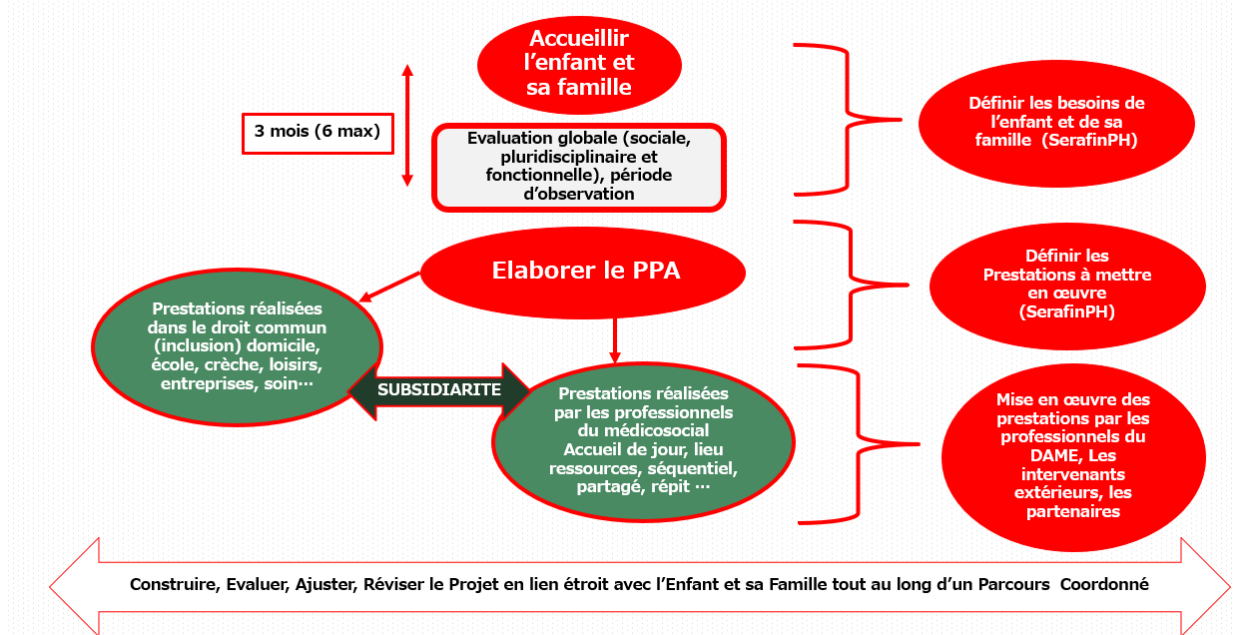 Accueillir
l'enfant et
sa famille
3 mois (6 max)
Evaluation globale (sociale,
pluridisciplinaire et
fonctionnelle), période
d'observation
Définir les besoins de
l'enfant et de sa
famille (SerafinPH)
Elaborer le PPA
Définir les
Prestations à mettre
en œuvre
(SerafinPH)
Prestations réalisées
dans le droit commun
(inclusion) domicile,
école, crèche, loisirs,
entreprises, soin…
SUBSIDIARITE
Prestations réalisées
par les professionnels
du médicosocial
Accueil de jour, lieu
ressources, séquentiel,
partagé, répit …
Mise en œuvre des
prestations par les
professionnels du
DAME, Les
intervenants
extérieurs, les
partenaires
Construire, Evaluer, Ajuster, Réviser le Projet en lien étroit avec l'Enfant et sa Famille tout au long d'un Parcours Coordonné